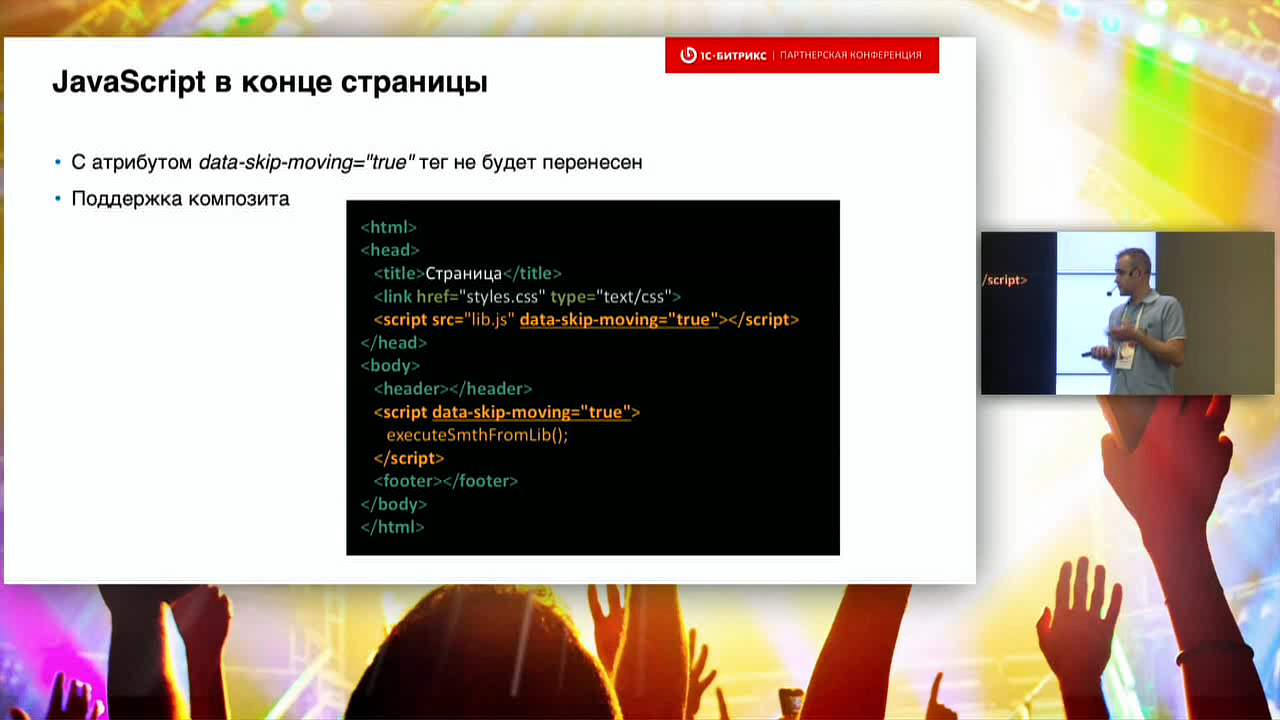 1С-БИТРИКС | ПАРТНЕРСКАЯ КОНФЕРЕНЦИЯ
JavaScript в конце страницы
• С атрибутом data-skip-moving="true" тег не будет перенесен
• Поддержка композита
<html>
<head>
<title>Страница</title>
<link href="styles.css" type="text/css">
<script src="lib.js" data-skip-moving="true"></script>
</head>
<body>
<header></header>
<script data-skip-moving="true">
executeSmthFromLib();
</script>
<footer></footer>
</body>
</html>
/script>